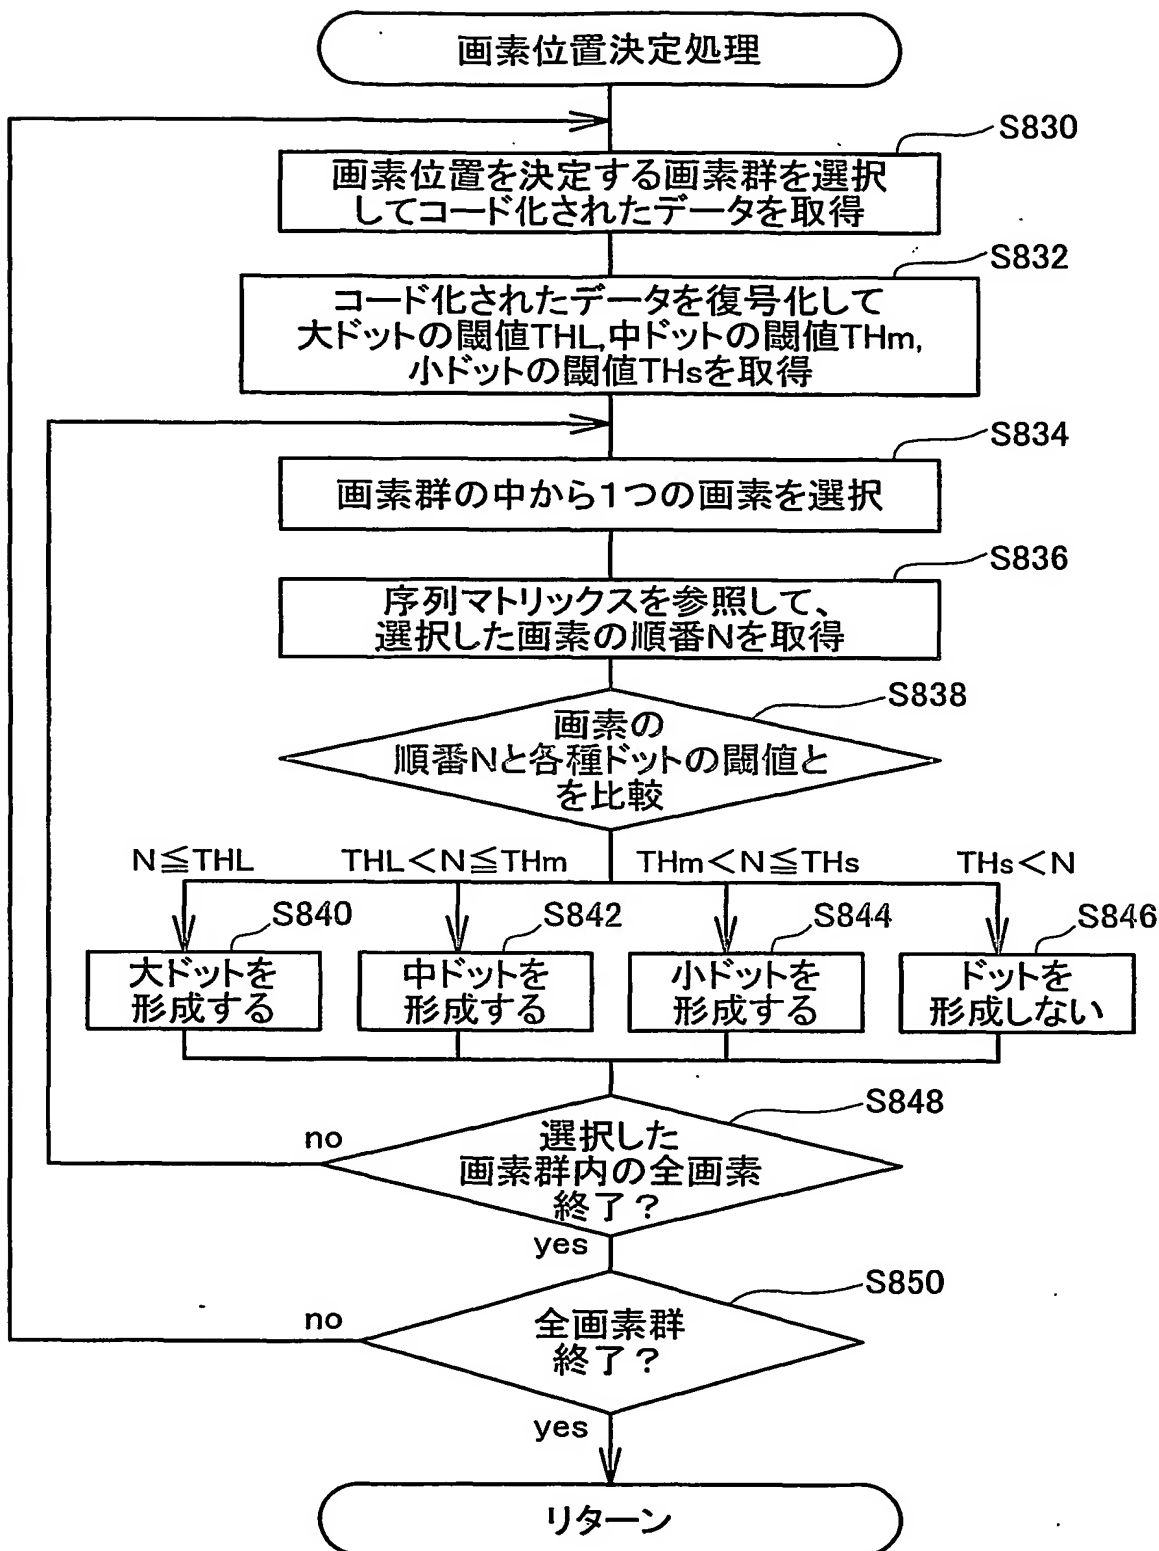 画素位置決定処理
S830
画素位置を決定する画素群を選択
してコード化されたデータを取得
S832
コード化されたデータを復号化して
大ドットの閾値THL,中ドットの閾値THm,
小ドットの閾値THsを取得
S834
画素群の中から1つの画素を選択
S836
序列マトリックスを参照して、
選択した画素の順番Nを取得
S838
画素の
順番Nと各種ドットの閾値と
を比較
N≦THL
THL<N≦THm
THm<N≦THs
THs<N
S840
S842
S844
S846
大ドットを
形成する
中ドットを
形成する
小ドットを
形成する
ドットを
形成しない
S848
no
選択した
画素群内の全画素
終了?
yes
S850
no
全画素群
終了?
yes
リターン